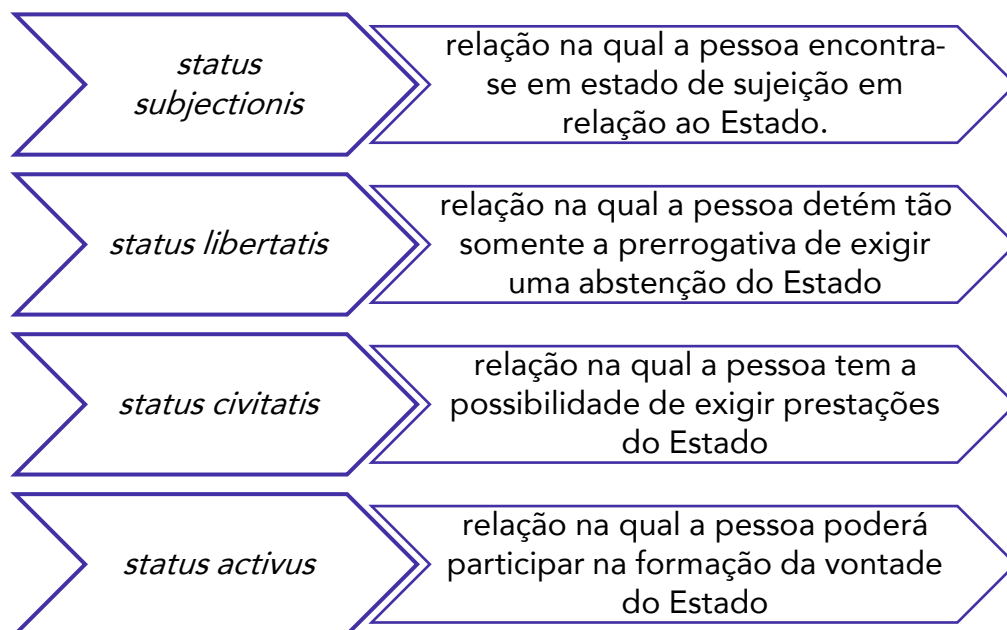 status
subjectionis
relação na qual a pessoa encontra-
se em estado de sujeição em
relação ao Estado.
status libertatis
relação na qual a pessoa detém tão
somente a prerrogativa de exigir
uma abstenção do Estado
status civitatis
relação na qual a pessoa tem a
possibilidade de exigir prestações
do Estado
status activus
relação na qual a pessoa poderá
participar na formação da vontade
do Estado